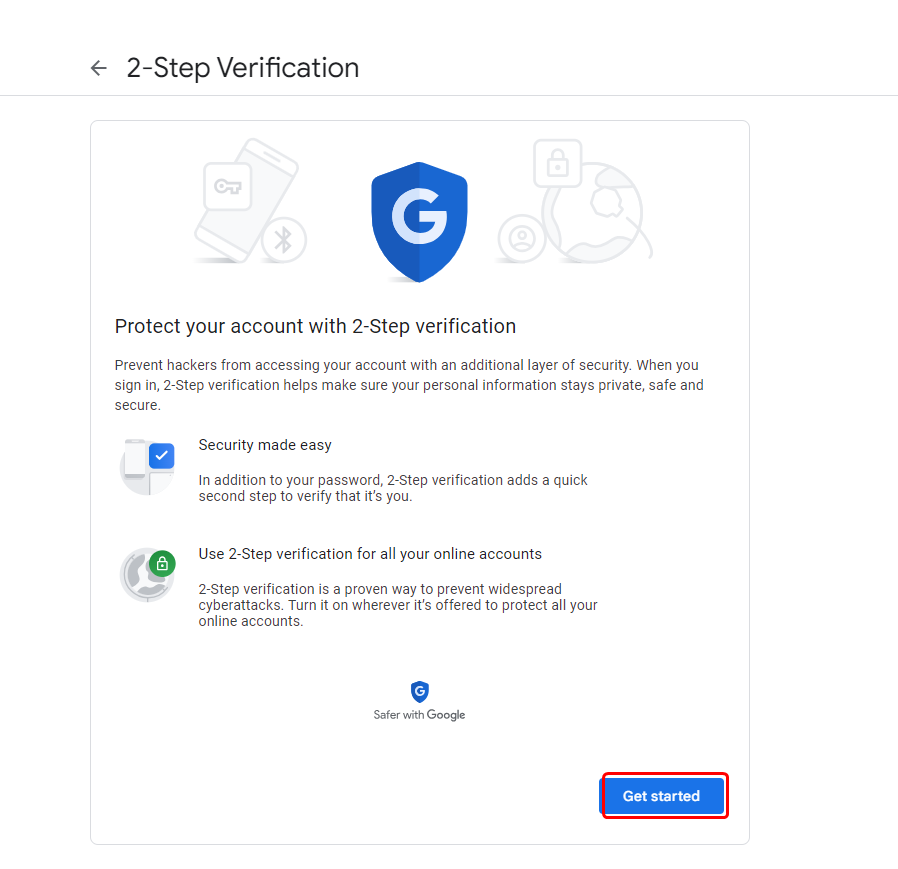 2-Step Verification
Protect your account with 2-Step verification
Prevent hackers from accessing your account with an additional layer of security. When you
sign in, 2-Step verification helps make sure your personal information stays private, safe and
secure.
Security made easy
In addition to your password, 2-Step verification adds a quick
second step to verify that it’s you.
Use 2-Step verification for all your online accounts
2-Step verification is a proven way to prevent widespread
cyberattacks. Turn it on wherever it’s offered to protect all your
online accounts.
Safer with Google
Get started